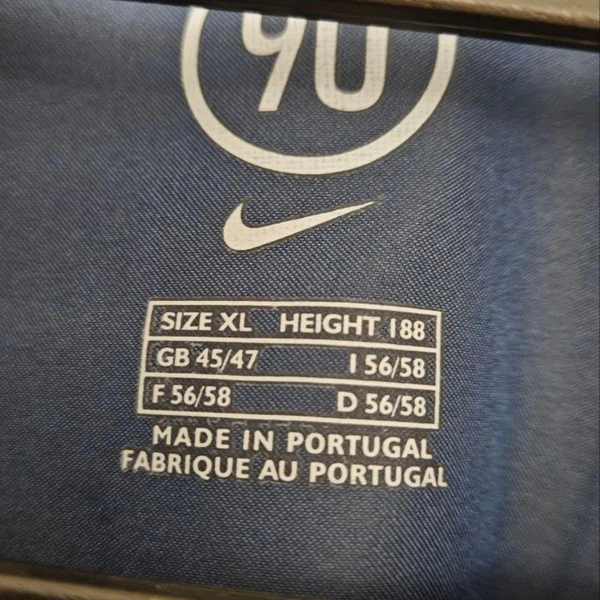 90
SIZE XL HEIGHT 188
GB 45/47 I 56/58
F 56/58 D 56/58
MADE IN PORTUGAL
FABRIQUE AU PORTUGAL